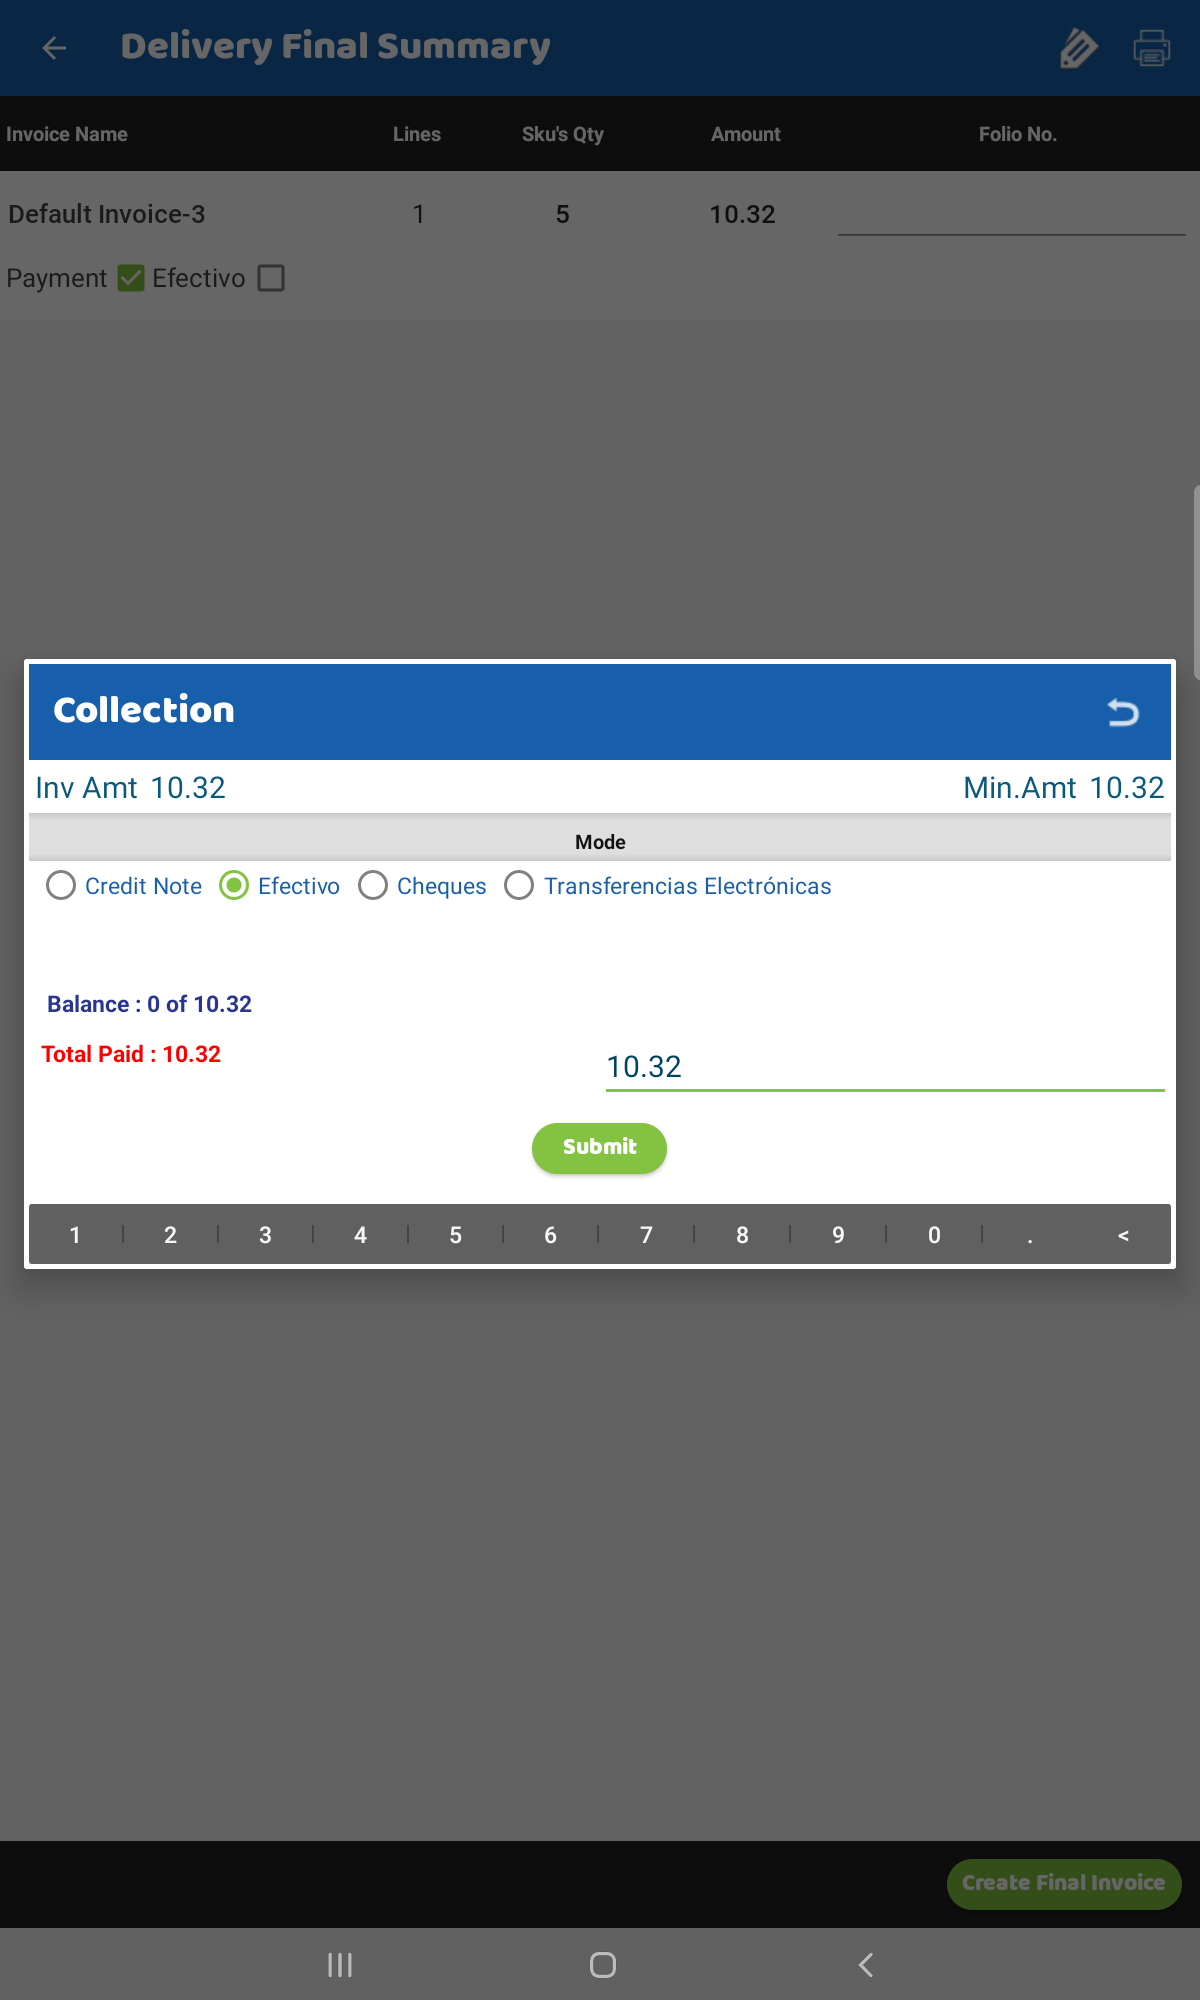 Delivery Final Summary
Invoice Name Lines Sku's Qty Amount Folio No.
Default Invoice-3 1 5 10.32
Payment Efectivo
Collection
Inv Amt 10.32 Min.Amt 10.32
Mode
Credit Note Efectivo Cheques Transferencias Electrónicas
Balance : 0 of 10.32
Total Paid : 10.32
10.32
Submit
1 2 3 4 5 6 7 8 9 0 . <
Create Final Invoice